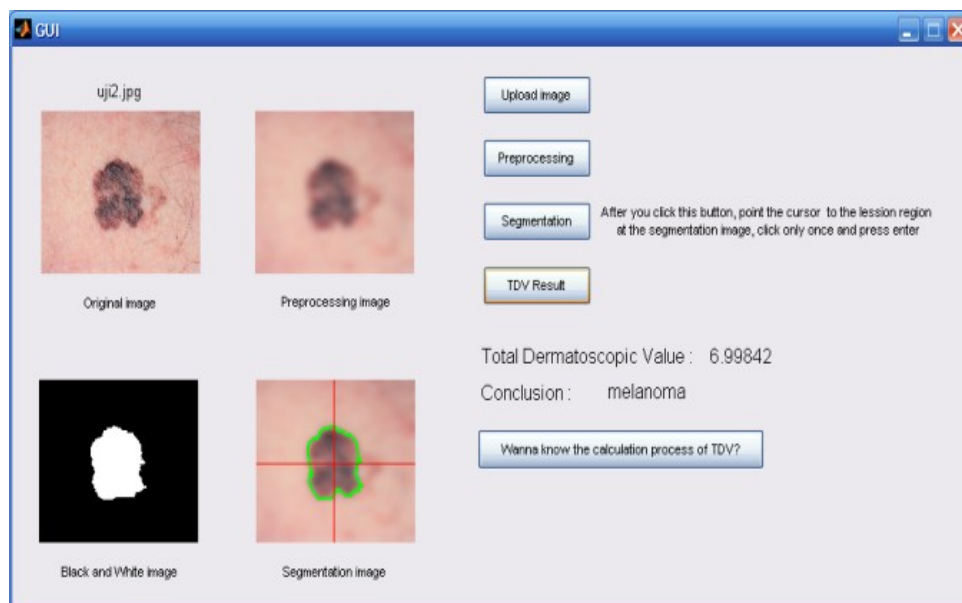 GUI
uji2.jpg
Original image
Preprocessing image
Black and White image
Segmentation image
Upload image
Preprocessing
Segmentation
After you click this button, point the cursor to the lession region
at the segmentation image, click only once and press enter
TDV Result
Total Dermatoscopic Value : 6.99842
Conclusion : melanoma
Wanna know the calculation process of TDV?